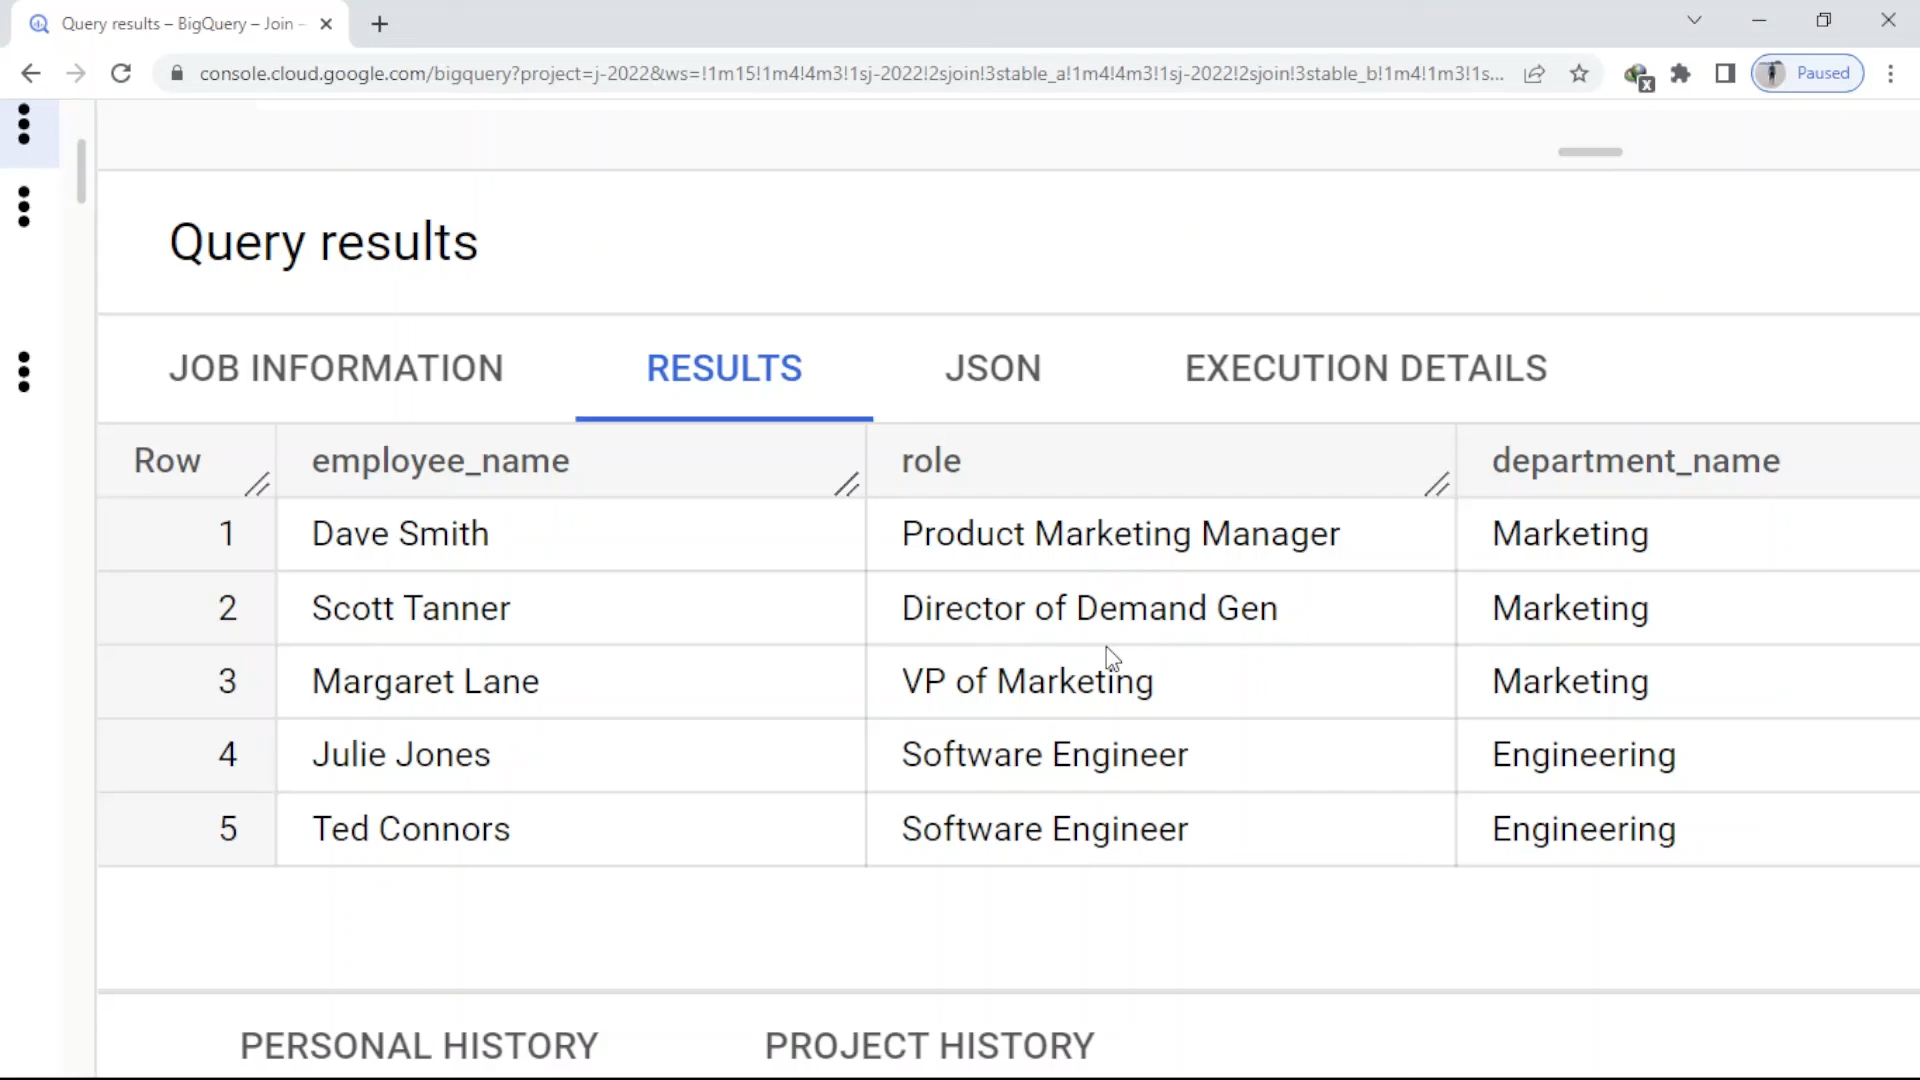 Query results – BigQuery – Join –
console.cloud.google.com/bigquery?project=j-2022&ws=!1m15!1m4!4m3!1sj-2022!2sjoin!3stable_a!1m4!4m3!1sj-2022!2sjoin!3stable_b!1m4!1m3!1s...
x
Paused
Query results
JOB INFORMATION RESULTS JSON EXECUTION DETAILS
Row employee_name role department_name
1 Dave Smith Product Marketing Manager Marketing
2 Scott Tanner Director of Demand Gen Marketing
3 Margaret Lane VP of Marketing Marketing
4 Julie Jones Software Engineer Engineering
5 Ted Connors Software Engineer Engineering
PERSONAL HISTORY PROJECT HISTORY